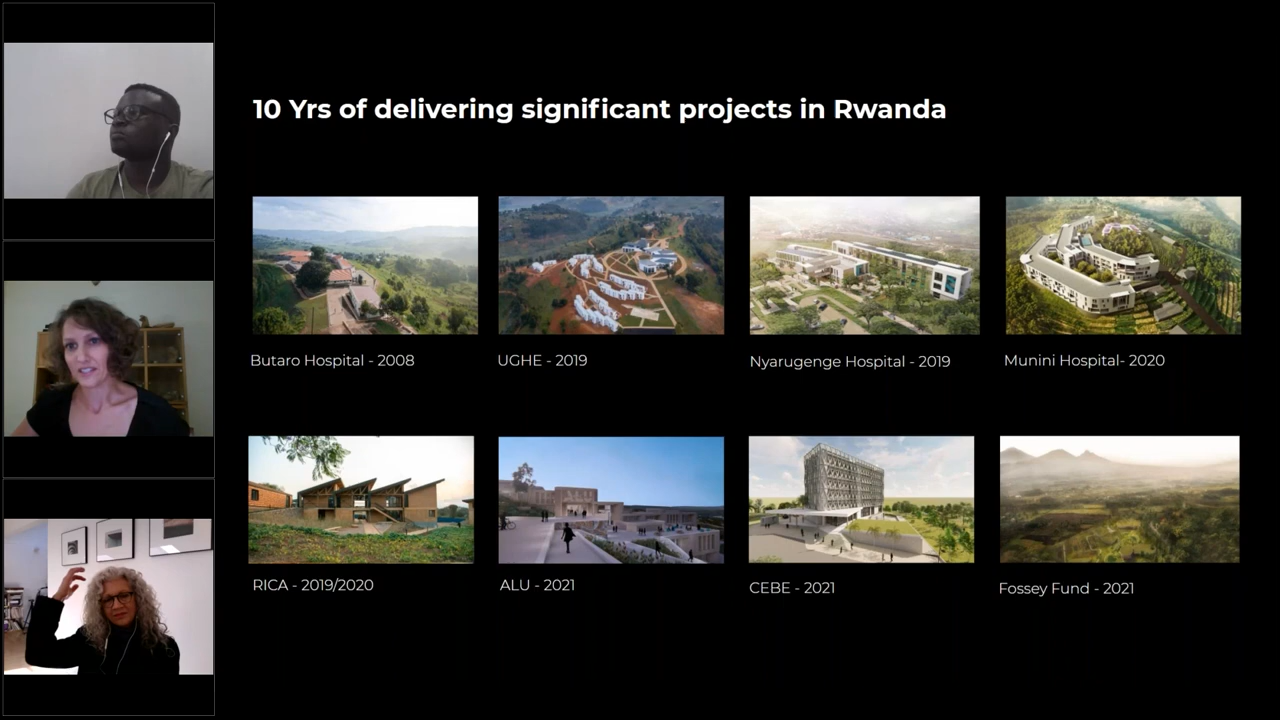 10 Yrs of delivering significant projects in Rwanda
Butaro Hospital - 2008
UGHE - 2019
Nyarugenge Hospital - 2019
Munini Hospital- 2020
RICA - 2019/2020
ALU - 2021
CEBE - 2021
Fossey Fund - 2021